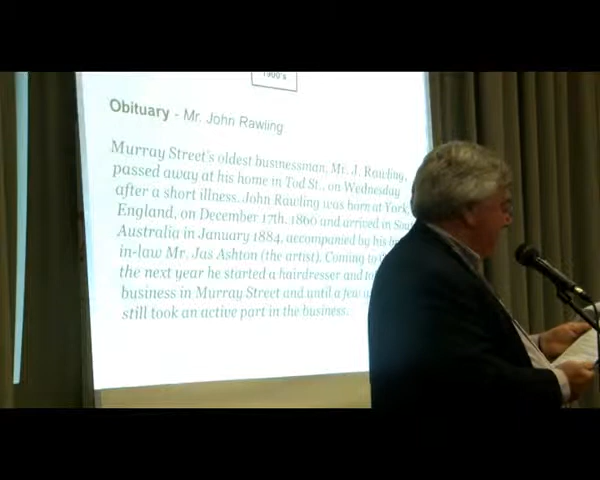 1900's
Obituary - Mr. John Rawling
Murray Street's oldest businessman, Mr. J. Rawling,
passed away at his home in Tod St., on Wednesday
after a short illness. John Rawling was born at York,
England, on December 17th. 1860 and arrived in
Australia in January 1884, accompanied by his
in-law Mr. Jas Ashton (the artist). Coming to
the next year he started a hairdresser and
business in Murray Street and until a few
still took an active part in the business.